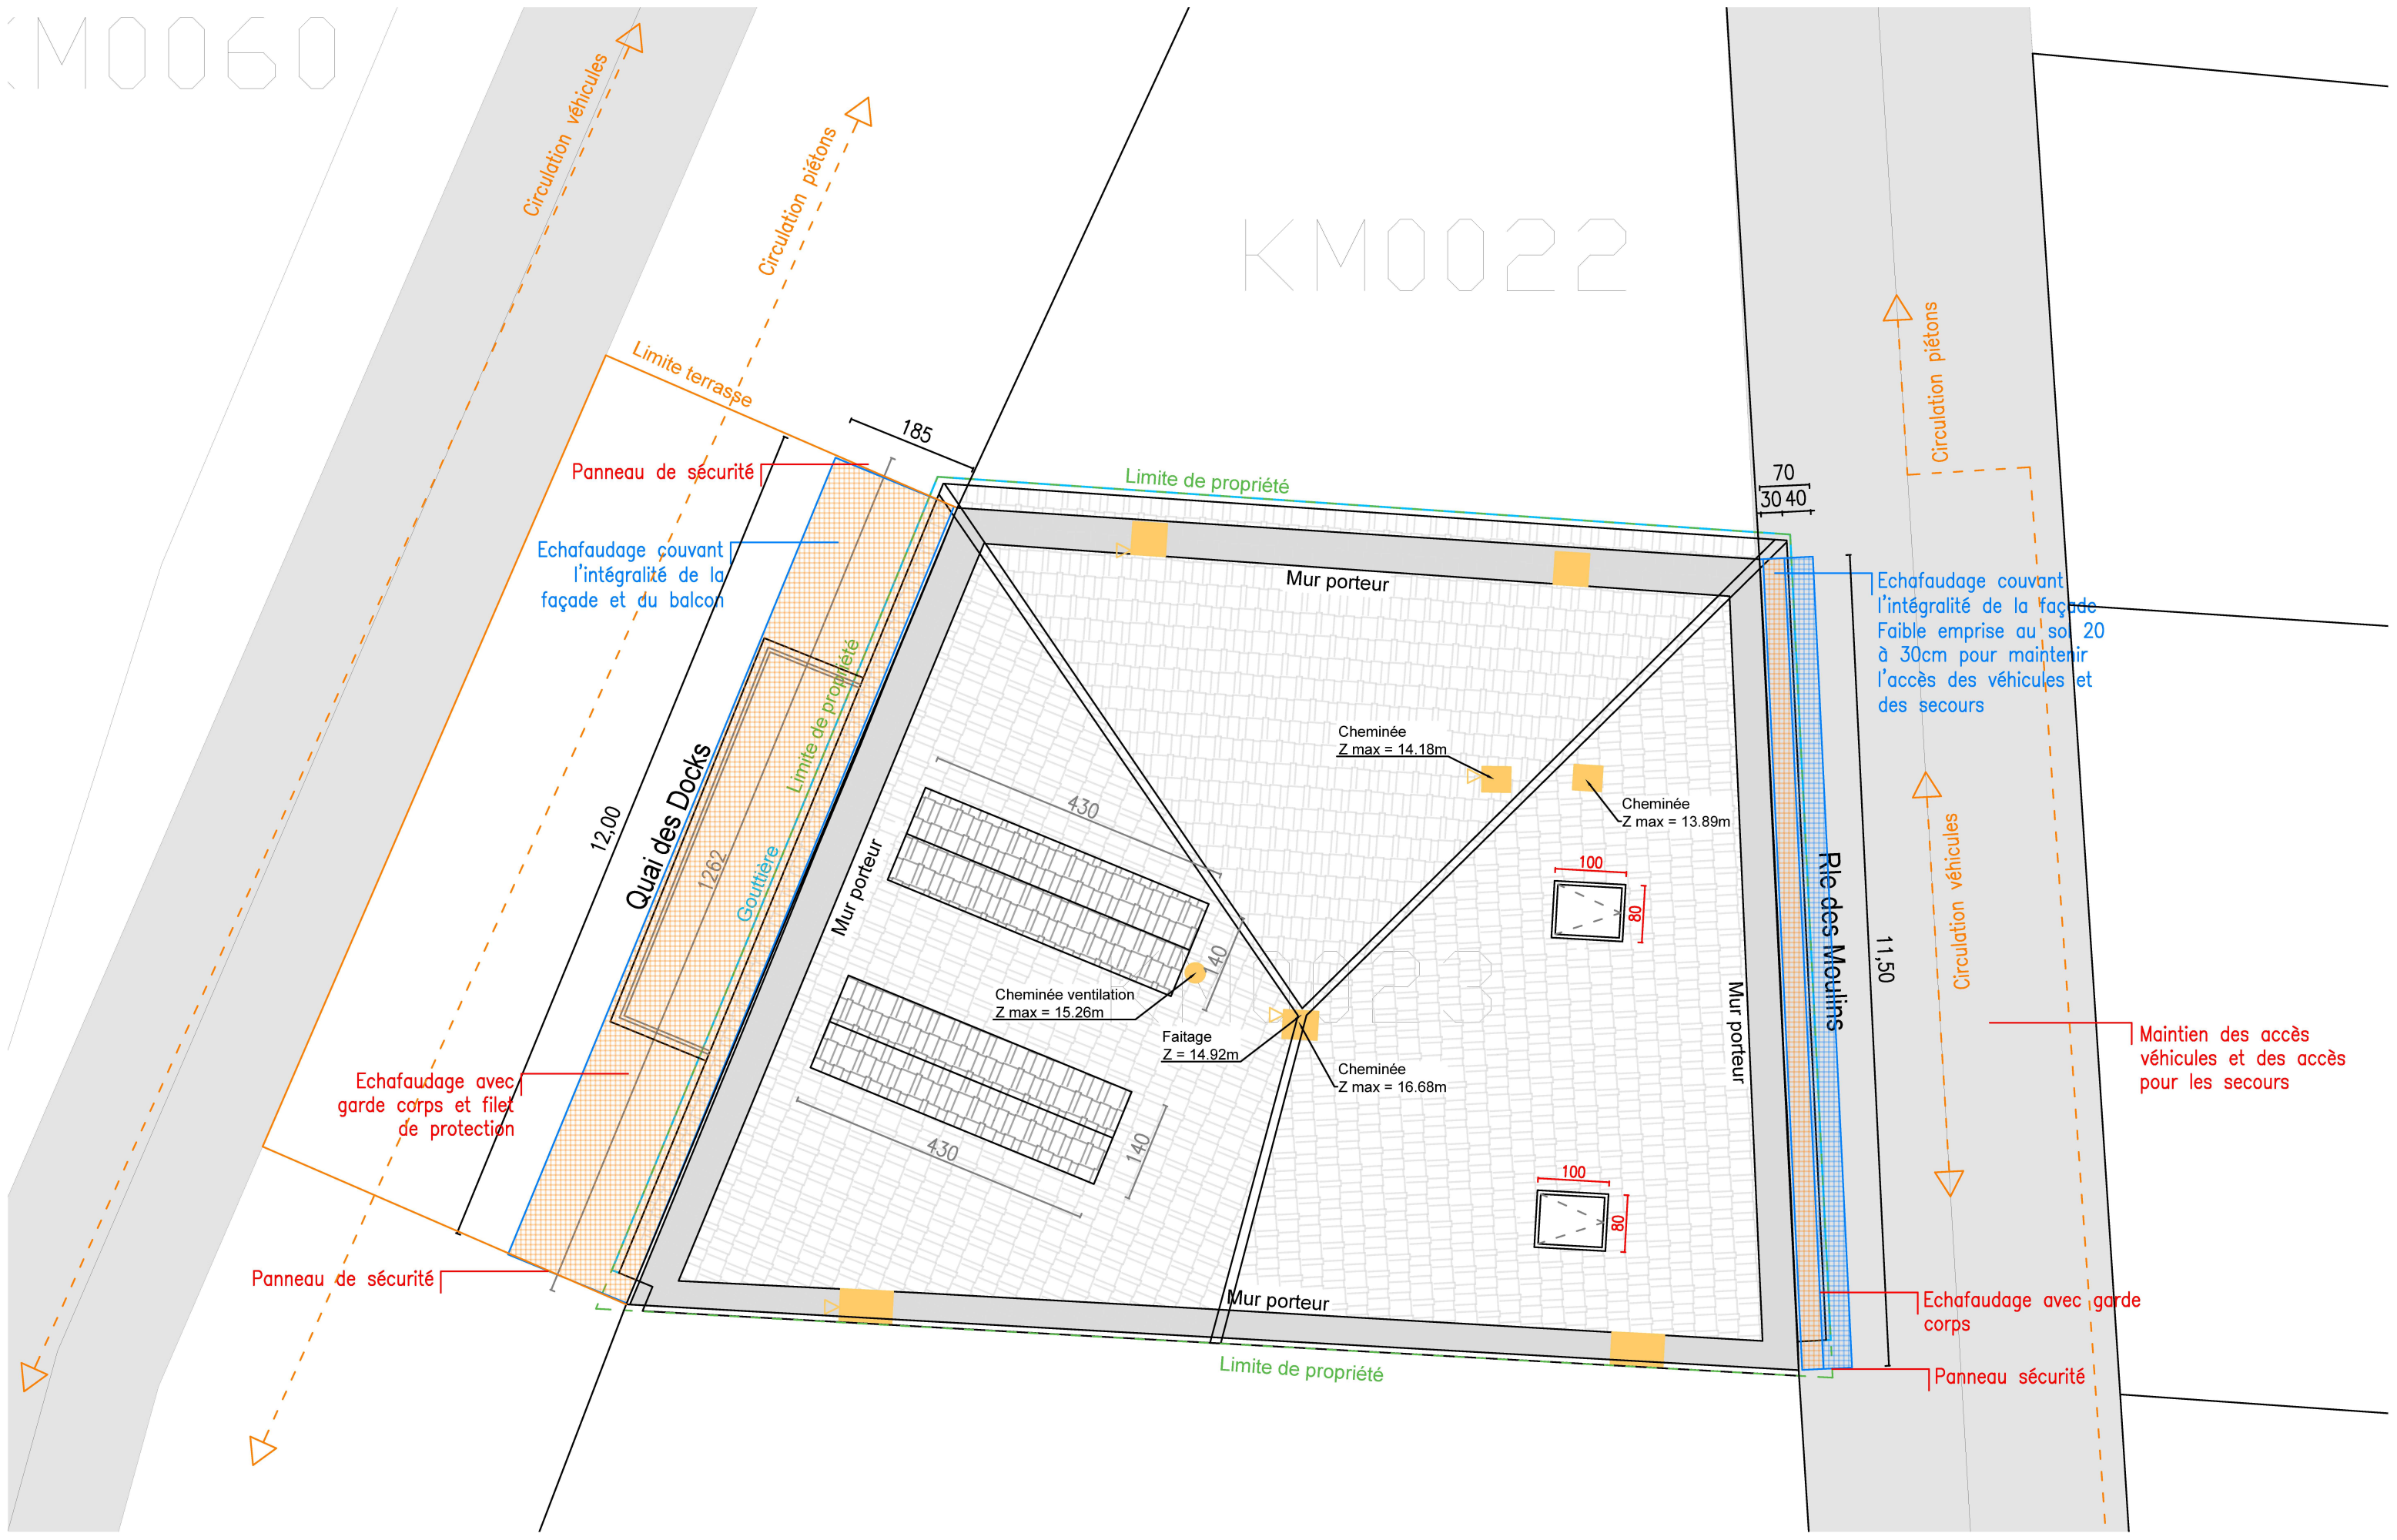 KM0060
Circulation véhicules
Circulation piétons
KM0022
Limite terrasse
185
Panneau de sécurité
Limite de propriété
70
30 40
Circulation piétons
Echafaudage couvant
l'intégralité de la
façade et du balcon
Mur porteur
Echafaudage couvant
l'intégralité de la façade
Faible emprise au sol 20
à 30cm pour maintenir
l'accès des véhicules et
des secours
Limite de propriété
Cheminée
Z max = 14.18m
Cheminée
Z max = 13.89m
12,00
Quai des Docks
1262
Gouttière
Mur porteur
430
140
100
80
Rle des Moulins
11,50
Circulation véhicules
Cheminée ventilation
Z max = 15.26m
Faitage
Z = 14.92m
Cheminée
Z max = 16.68m
Mur porteur
Maintien des accès
véhicules et des accès
pour les secours
Echafaudage avec
garde corps et filet
de protection
430
140
100
80
Panneau de sécurité
Mur porteur
Echafaudage avec garde
corps
Limite de propriété
Panneau sécurité